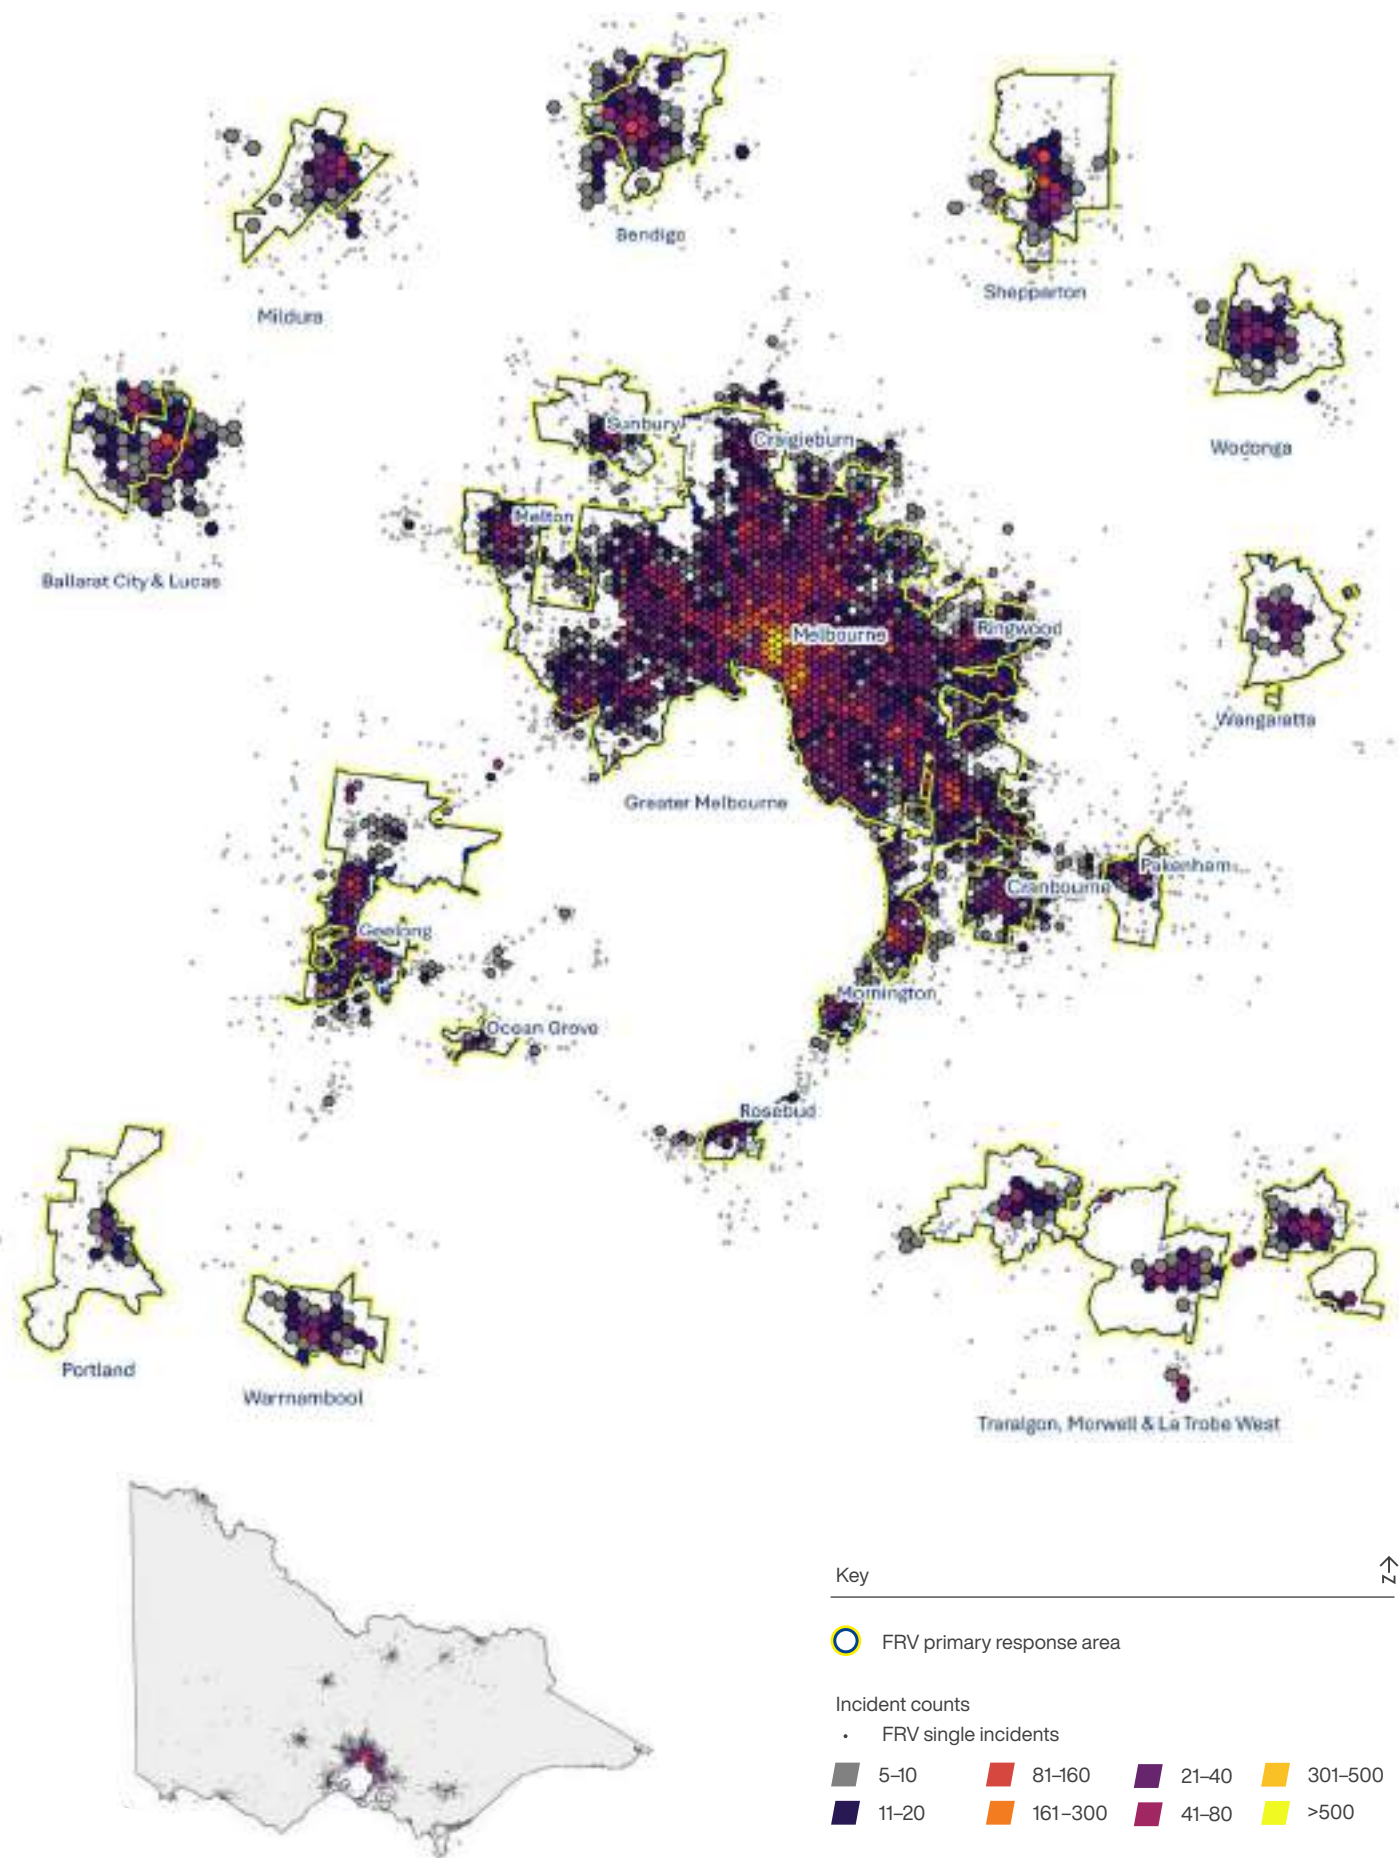 Bendigo
Shepparton
Mildura
Sunbury
Craigieburn
Wodonga
Melton
Ballarat City & Lucas
Melbourne
Ringwood
Wangaratta
Greater Melbourne
Pakenham
Cranbourne
Geelong
Mornington
Ocean Grove
Rosebud
Portland
Warrnambool
Traralgon, Morwell & La Trobe West
Key
N
FRV primary response area
Incident counts
FRV single incidents
5–10 81–160 21–40 301–500
11–20 161–300 41–80 >500